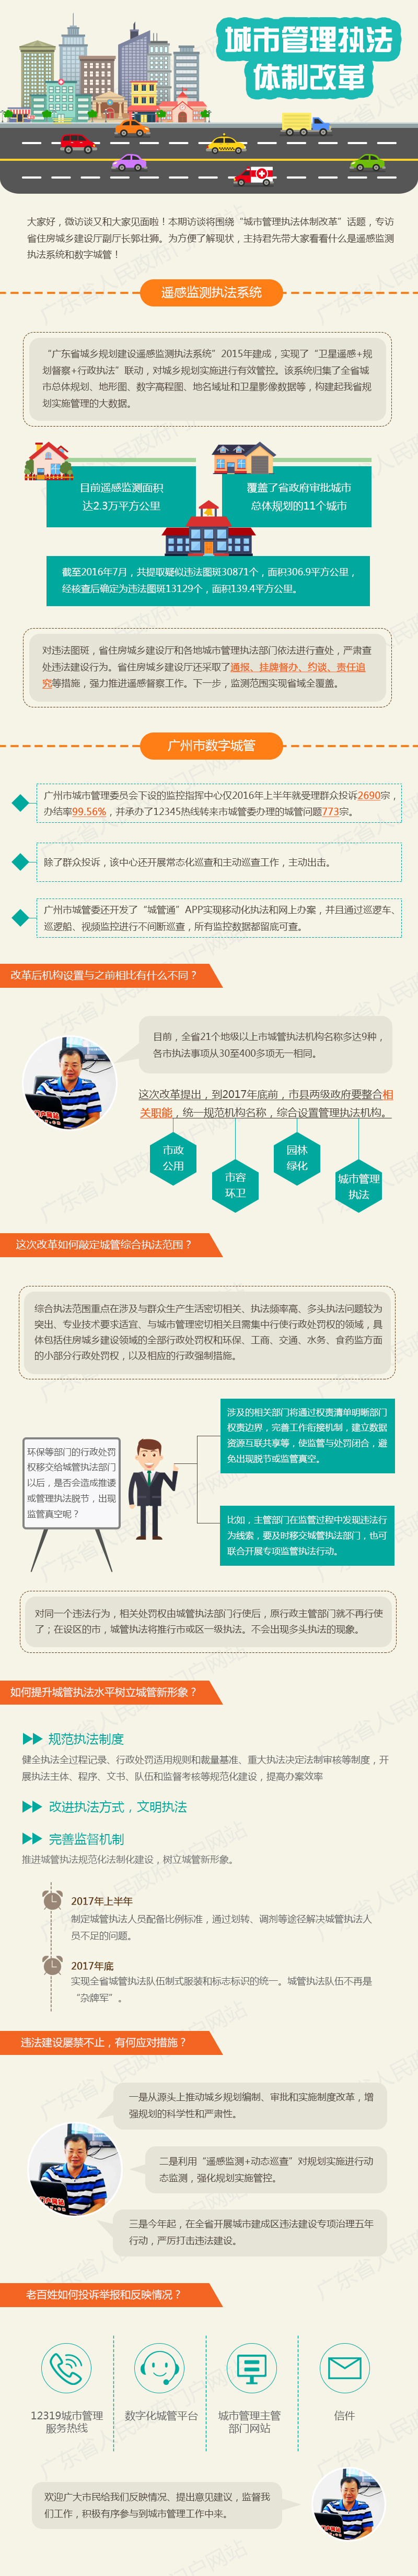 城市管理执法
体制改革
大家好，微访谈又和大家见面啦！本期访谈将围绕“城市管理执法体制改革”话题，专访
省住房城乡建设厅副厅长郭壮狮。为方便了解现状，主持君先带大家看看什么是遥感监测
执法系统和数字城管！
遥感监测执法系统
“广东省城乡规划建设遥感监测执法系统”2015年建成，实现了“卫星遥感+规
划督察+行政执法”联动，对城乡规划实施进行有效管控。该系统归集了全省城
市总体规划、地形图、数字高程图、地名域址和卫星影像数据等，构建起我省规
划实施管理的大数据。
目前遥感监测面积
达2.3万平方公里
覆盖了省政府审批城市
总体规划的11个城市
截至2016年7月，共提取疑似违法图斑30871个，面积306.9平方公里，
经核查后确定为违法图斑13129个，面积139.4平方公里。
对违法图斑，省住房城乡建设厅和各地城市管理执法部门依法进行查处，严肃查
处违法建设行为。省住房城乡建设厅还采取了通报、挂牌督办、约谈、责任追
究等措施，强力推进遥感督察工作。下一步，监测范围实现省域全覆盖。
广州市数字城管
广州市城市管理委员会下设的监控指挥中心仅2016年上半年就受理群众投诉2690宗，
办结率99.56%，并承办了12345热线转来市城管委办理的城管问题773宗。
除了群众投诉，该中心还开展常态化巡查和主动巡查工作，主动出击。
广州市城管委还开发了“城管通”APP实现移动化执法和网上办案，并且通过巡逻车、
巡逻船、视频监控进行不间断巡查，所有监控数据都留底可查。
改革后机构设置与之前相比有什么不同？
目前，全省21个地级以上市城管执法机构名称多达9种，
各市执法事项从30至400多项无一相同。
这次改革提出，到2017年底前，市县两级政府要整合相
关职能，统一规范机构名称，综合设置管理执法机构。
市政
公用
市容
环卫
园林
绿化
城市管理
执法
这次改革如何敲定城管综合执法范围？
综合执法范围重点在涉及与群众生产生活密切相关、执法频率高、多头执法问题较为
突出、专业技术要求适宜、与城市管理密切相关且需集中行使行政处罚权的领域，具
体包括住房城乡建设领域的全部行政处罚权和环保、工商、交通、水务、食药监方面
的小部分行政处罚权，以及相应的行政强制措施。
环保等部门的行政处罚
权移交给城管执法部门
以后，是否会造成推诿
或管理执法脱节，出现
监管真空呢？
涉及的相关部门将通过权责清单明晰部门
权责边界，完善工作衔接机制，建立数据
资源互联共享等，使监管与处罚闭合，避
免出现脱节或监管真空。
比如，主管部门在监管过程中发现违法行
为线索，要及时移交城管执法部门，也可
联合开展专项监管执法行动。
对同一个违法行为，相关处罚权由城管执法部门行使后，原行政主管部门就不再行使
了；在设区的市，城管执法将推行市或区一级执法。不会出现多头执法的现象。
如何提升城管执法水平树立城管新形象？
规范执法制度
健全执法全过程记录、行政处罚适用规则和裁量基准、重大执法决定法制审核等制度，开
展执法主体、程序、文书、队伍和监督考核等规范化建设，提高办案效率
改进执法方式，文明执法
完善监督机制
推进城管执法规范化法制化建设，树立城管新形象。
2017年上半年
制定城管执法人员配备比例标准，通过划转、调剂等途径解决城管执法人
员不足的问题。
2017年底
实现全省城管执法队伍制式服装和标志标识的统一。城管执法队伍不再是
“杂牌军”。
违法建设屡禁不止，有何应对措施？
一是从源头上推动城乡规划编制、审批和实施制度改革，增
强规划的科学性和严肃性。
二是利用“遥感监测+动态巡查”对规划实施进行动
态监测，强化规划实施管控。
三是今年起，在全省开展城市建成区违法建设专项治理五年
行动，严厉打击违法建设。
老百姓如何投诉举报和反映情况？
12319城市管理
服务热线
数字化城管平台
城市管理主管
部门网站
信件
欢迎广大市民给我们反映情况、提出意见建议，监督我
们工作，积极有序参与到城市管理工作中来。